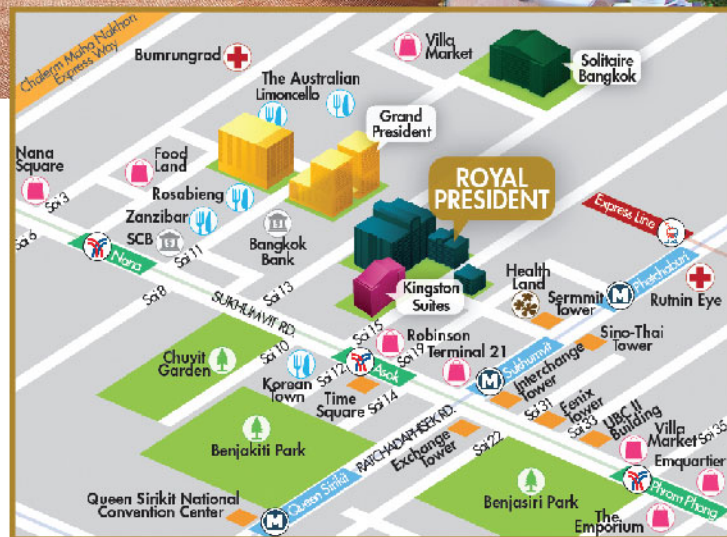 Chalerm Maha Nakhon
Express Way
Bumrungrad
The Australian
Limoncello
Villa
Market
Solitaire
Bangkok
Grand
President
Nana
Square
Food
Land
Rosabieng
Zanzibar
SCB
Bangkok
Bank
ROYAL
PRESIDENT
Express Line
Soi 3
Soi 6
Nana
Soi 11
Soi 8
Soi 13
SUKHUMVIT RD.
Kingston
Suites
Health
Land
Sermmit
Tower
Phetchaburi
Rutnin Eye
Sino-Thai
Tower
Chuyit
Garden
Soi 10
Korean
Town
Soi 12
Soi 15
Asok
Soi 19
Robinson
Terminal 21
Sukhumvit
Interchange
Tower
Time
Square
Soi 14
Soi 31
Fenix
Tower
Soi 33
UBC II
Building
Villa
Market
Soi 35
Emquartier
Benjakiti Park
RATCHADAPHISEK RD.
Exchange
Tower
Soi 22
Queen Sirikit National
Convention Center
Queen Sirikit
Benjasiri Park
Phrom Phong
The
Emporium